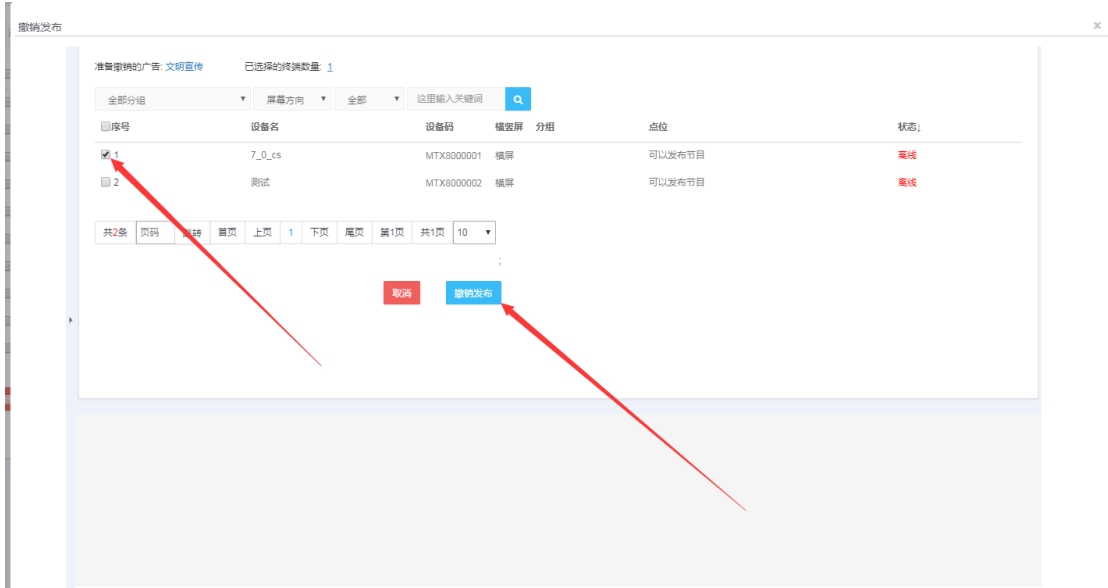 撤销发布 ×
准备撤销的广告: 文明宣传 已选择的终端数量: 1
全部分组 屏幕方向 全部 这里输入关键词
序号 设备名 设备码 横竖屏 分组 点位 状态↓
1 7_0_cs MTX8000001 横屏 可以发布节目 离线
2 测试 MTX8000002 横屏 可以发布节目 离线
共2条 页码 跳转 首页 上页 1 下页 尾页 第1页 共1页 10
;
取消 撤销发布